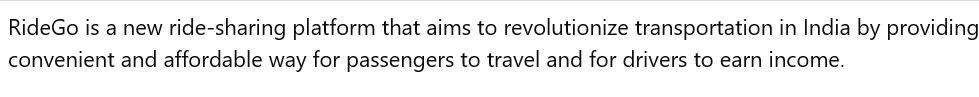 RideGo is a new ride-sharing platform that aims to revolutionize transportation in India by providing
convenient and affordable way for passengers to travel and for drivers to earn income.